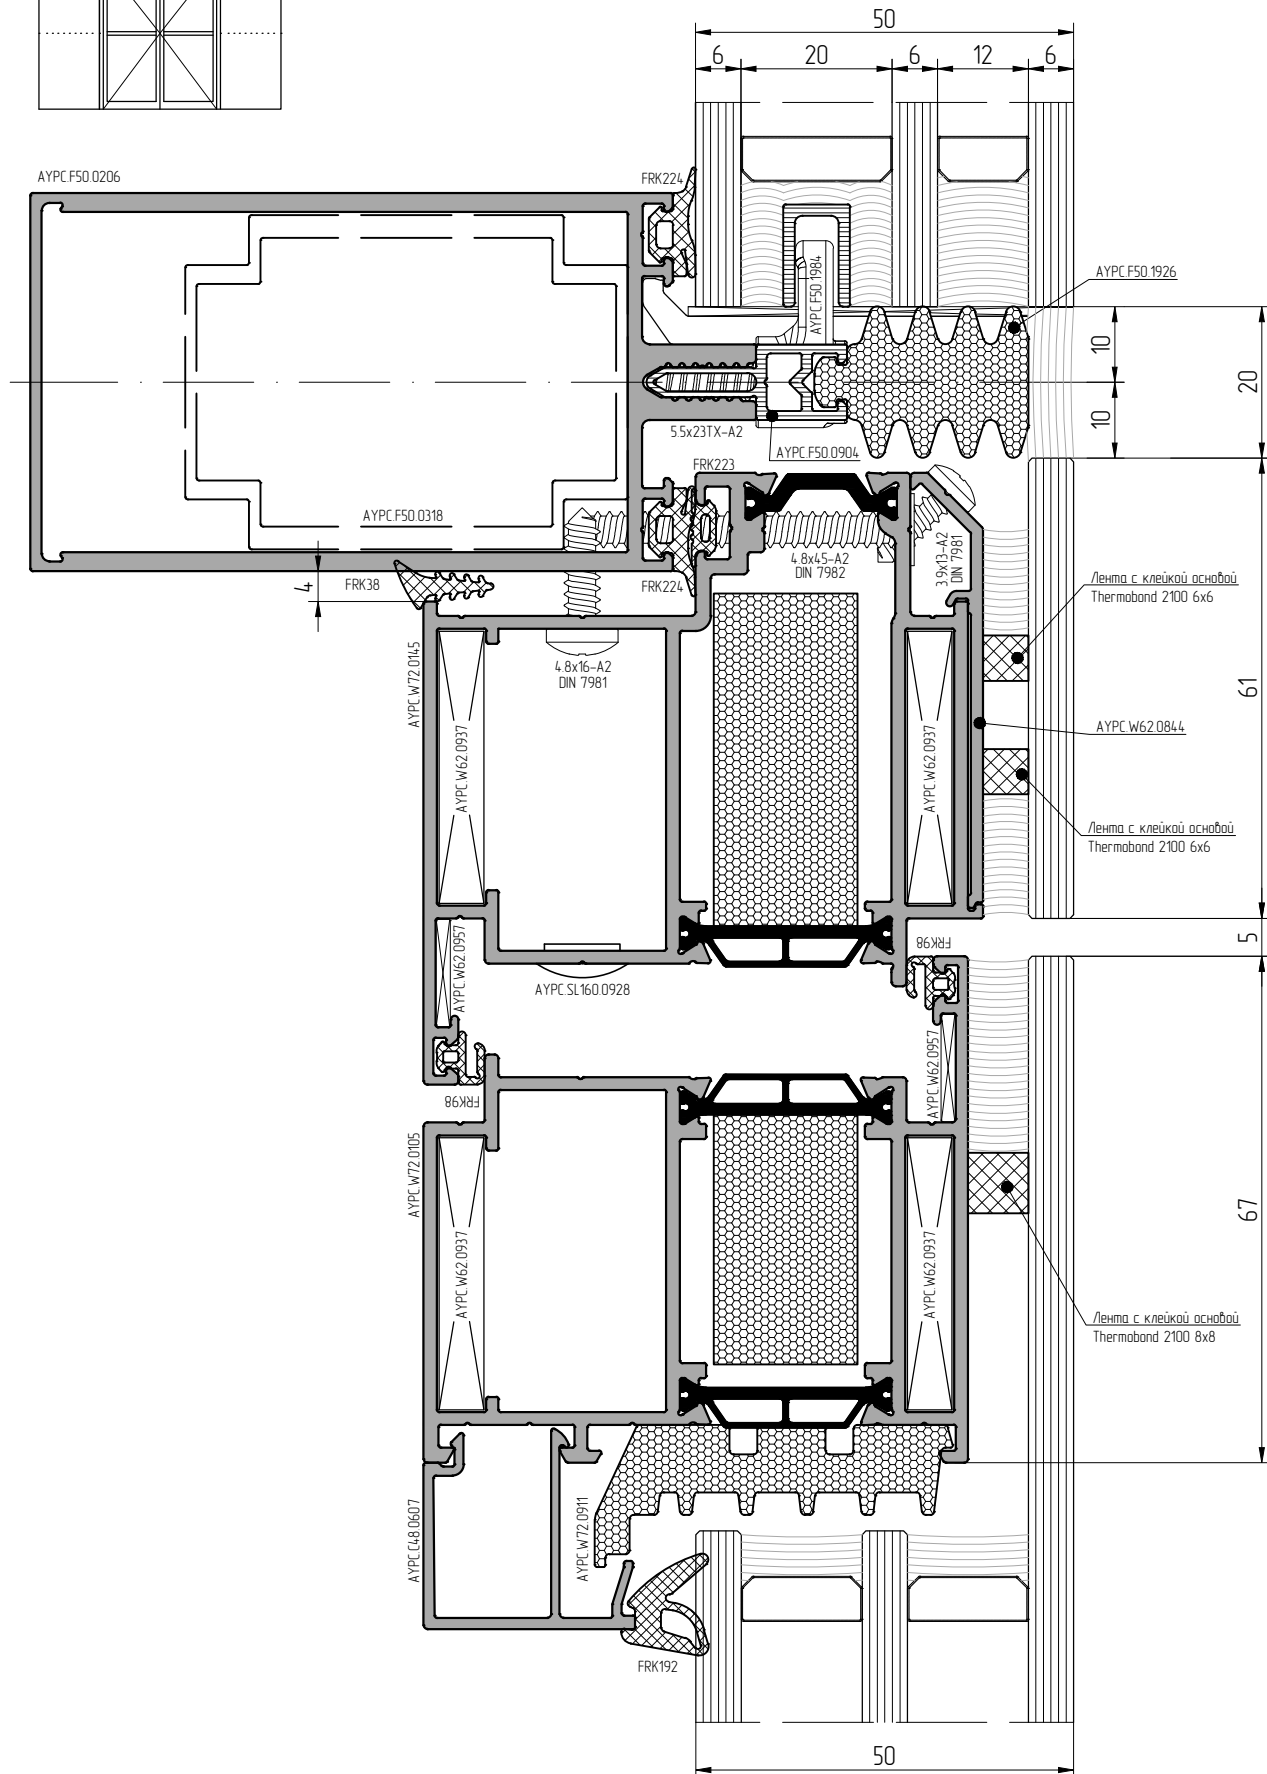 50
6
20
6
12
6
AYPC.F50.0206
FRK224
AYPC.F50.1984
AYPC.F50.1926
10
20
10
5.5x23TX-A2
AYPC.F50.0904
FRK223
AYPC.F50.0318
4.8x45-A2
DIN 7982
3.9x13-A2
DIN 7981
4
FRK38
FRK224
Лента с клейкой основой
Thermobond 2100 6x6
4.8x16-A2
DIN 7981
AYPC.W72.0145
61
AYPC.W62.0937
AYPC.W62.0937
AYPC.W62.0844
Лента с клейкой основой
Thermobond 2100 6x6
AYPC.W62.0957
FRK98
5
AYPC.SL160.0928
AYPC.W62.0957
FRK98
AYPC.W72.0105
67
AYPC.W62.0937
AYPC.W62.0937
Лента с клейкой основой
Thermobond 2100 8x8
AYPC.C48.0607
AYPC.W72.0911
FRK192
50